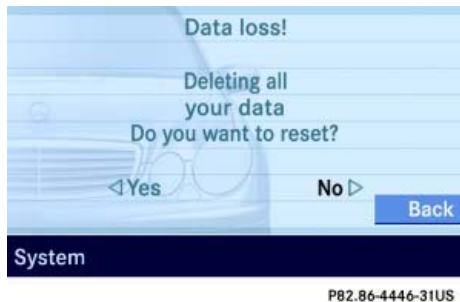 Data loss!
Deleting all
your data
Do you want to reset?
◁Yes No▷
Back
System
P82.86-4446-31US